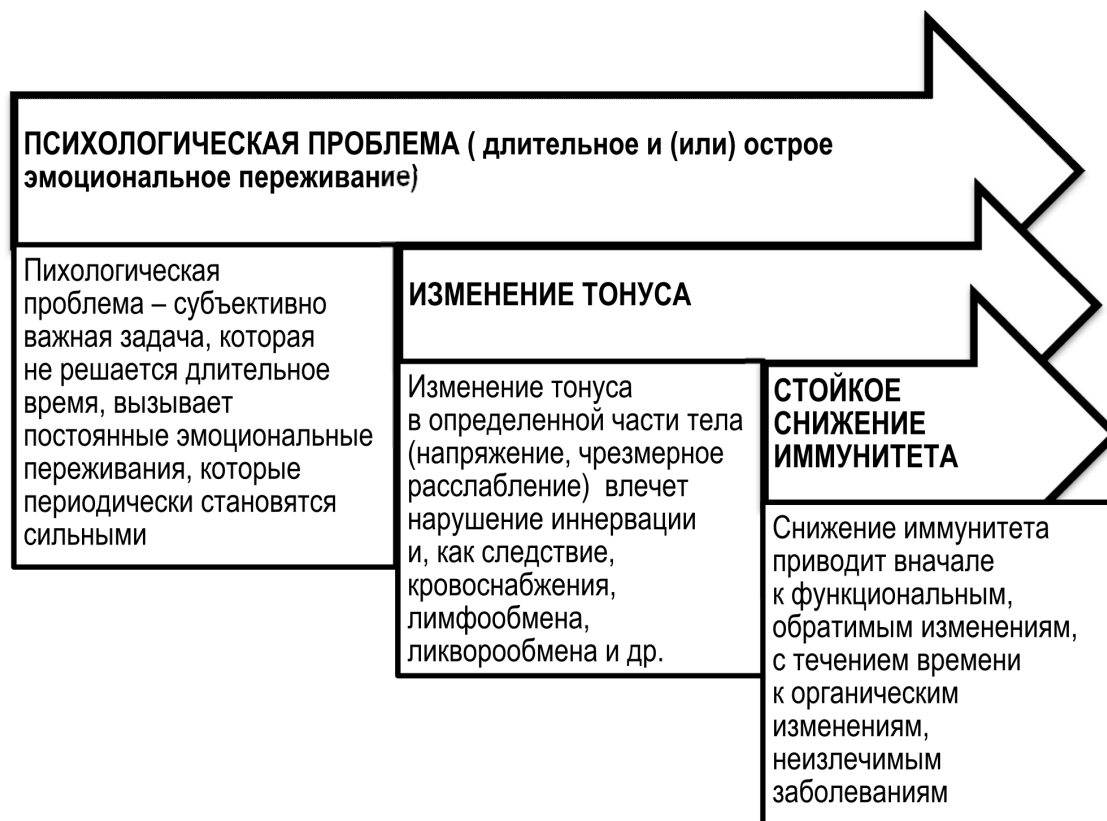 ПСИХОЛОГИЧЕСКАЯ ПРОБЛЕМА ( длительное и (или) острое
эмоциональное переживание)
Пихологическая
проблема – субъективно
важная задача, которая
не решается длительное
время, вызывает
постоянные эмоциональные
переживания, которые
периодически становятся
сильными
ИЗМЕНЕНИЕ ТОНУСА
Изменение тонуса
в определенной части тела
(напряжение, чрезмерное
расслабление) влечет
нарушение иннервации
и, как следствие,
кровоснабжения,
лимфообмена,
ликворообмена и др.
СТОЙКОЕ
СНИЖЕНИЕ
ИММУНИТЕТА
Снижение иммунитета
приводит вначале
к функциональным,
обратимым изменениям,
с течением времени
к органическим
изменениям,
неизлечимым
заболеваниям